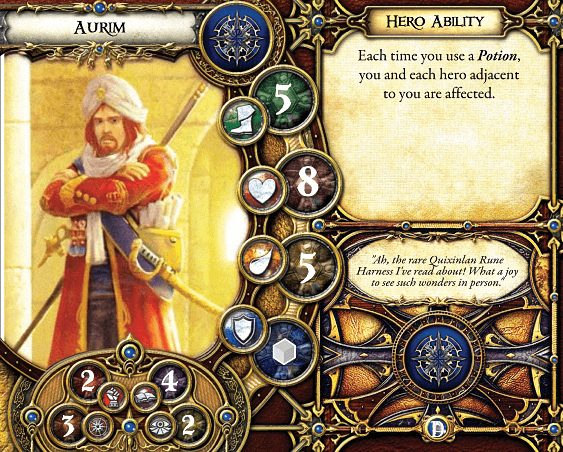 Aurim
5
8
5
2
4
3
2
Hero Ability
Each time you use a Potion,
you and each hero adjacent
to you are affected.
"Ah, the rare Quixinlan Rune
Harness I've read about! What a joy
to see such wonders in person."
D